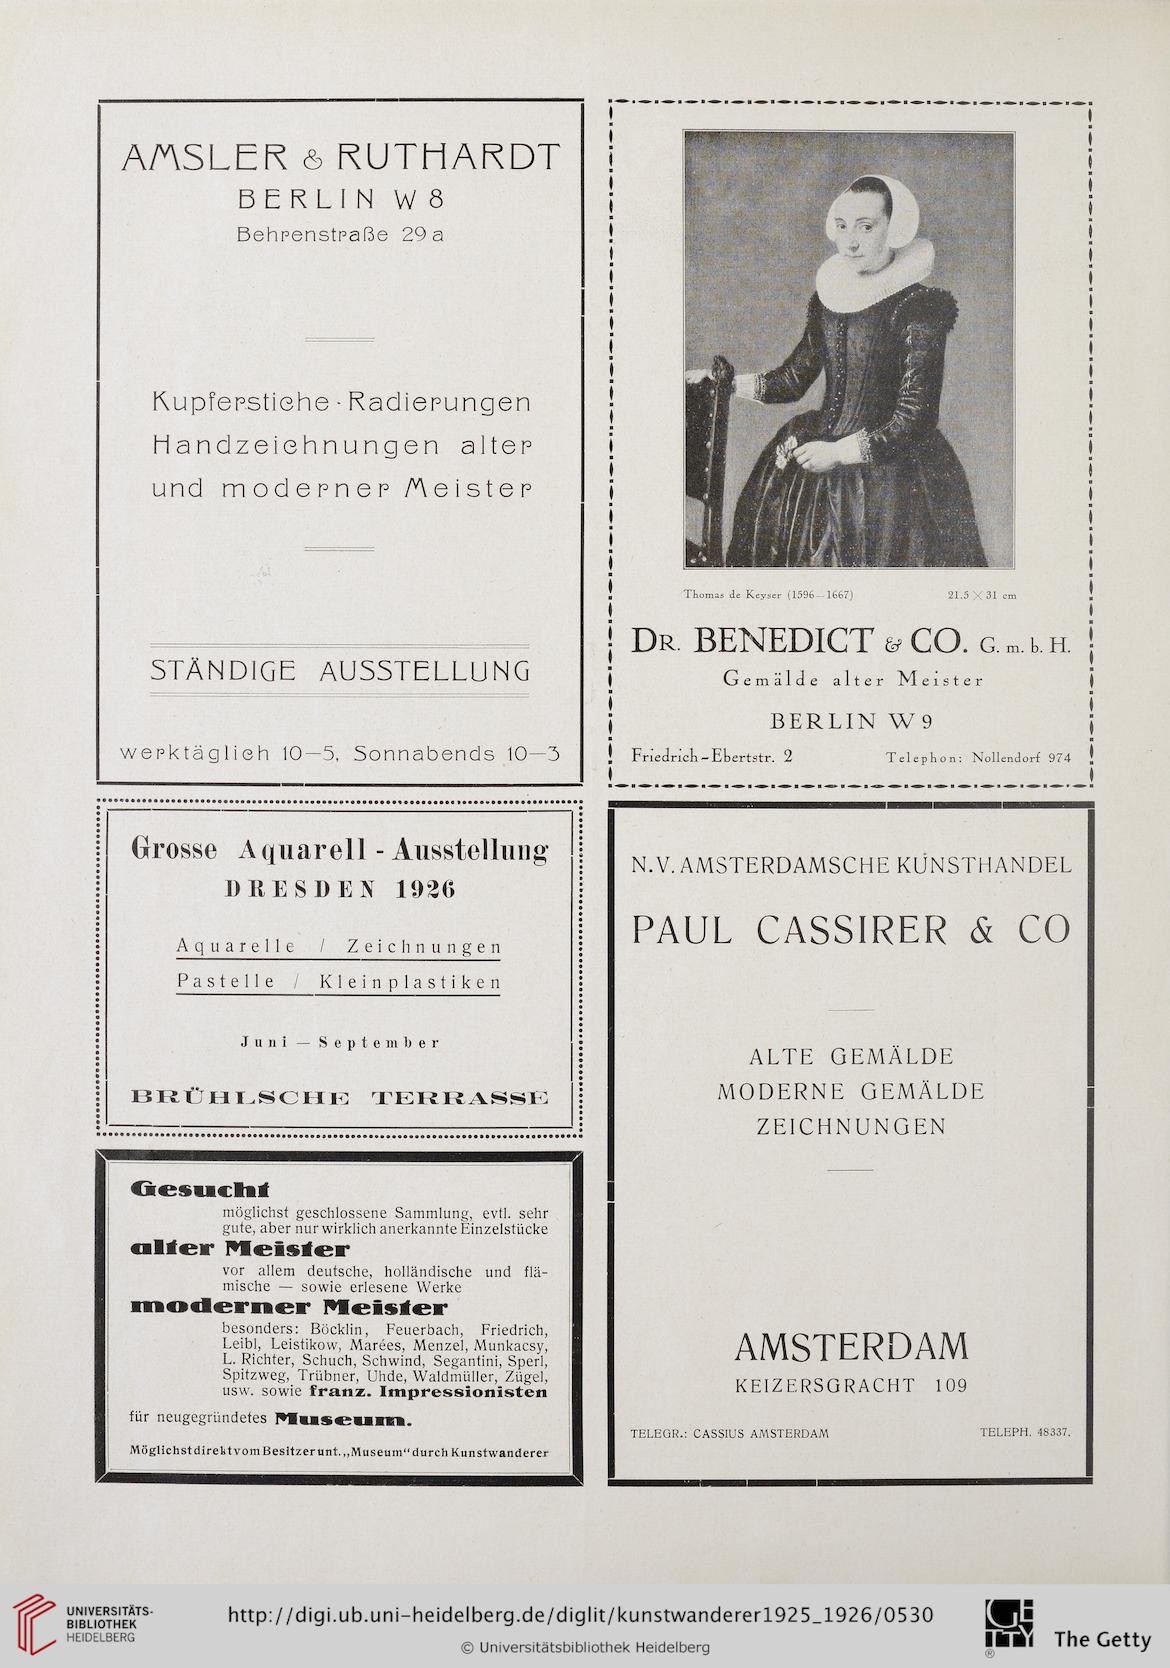 AMSLER & RUTHARDT
BERLIN W 8
Behrenstraße 29 a
Kupferstiche - Radierungen
Handzeichnungen alter
und moderner Meister
STÄNDIGE AUSSTELLUNG
werktäglich 10—5, Sonnabends 10—3
Thomas de Keyser (1596—1667) 21.5 × 31 cm
DR. BENEDICT & CO. G. m. b. H.
Gemälde alter Meister
BERLIN W 9
Friedrich-Ebertstr. 2 Telephon: Nollendorf 974
Grosse Aquarell - Ausstellung
DRESDEN 1926
Aquarelle / Zeichnungen
Pastelle / Kleinplastiken
Juni — September
BRÜHLSCHE TERRASSE
Gesucht
möglichst geschlossene Sammlung, evtl. sehr
gute, aber nur wirklich anerkannte Einzelstücke
alter Meister
vor allem deutsche, holländische und flä-
mische — sowie erlesene Werke
moderner Meister
besonders: Böcklin, Feuerbach, Friedrich,
Leibl, Leistikow, Marées, Menzel, Munkacsy,
L. Richter, Schuch, Schwind, Segantini, Sperl,
Spitzweg, Trübner, Uhde, Waldmüller, Zügel,
usw. sowie franz. Impressionisten
für neugegründetes Museum.
Möglichst direkt vom Besitzer unt. „Museum“ durch Kunstwanderer
N.V. AMSTERDAMSCHE KUNSTHANDEL
PAUL CASSIRER & CO
ALTE GEMÄLDE
MODERNE GEMÄLDE
ZEICHNUNGEN
AMSTERDAM
KEIZERSGRACHT 109
TELEGR.: CASSIUS AMSTERDAM TELEPH. 48337.
UNIVERSITÄTS-
BIBLIOTHEK
HEIDELBERG
http://digi.ub.uni-heidelberg.de/diglit/kunstwanderer1925_1926/0530
© Universitätsbibliothek Heidelberg
GETTY
®
The Getty